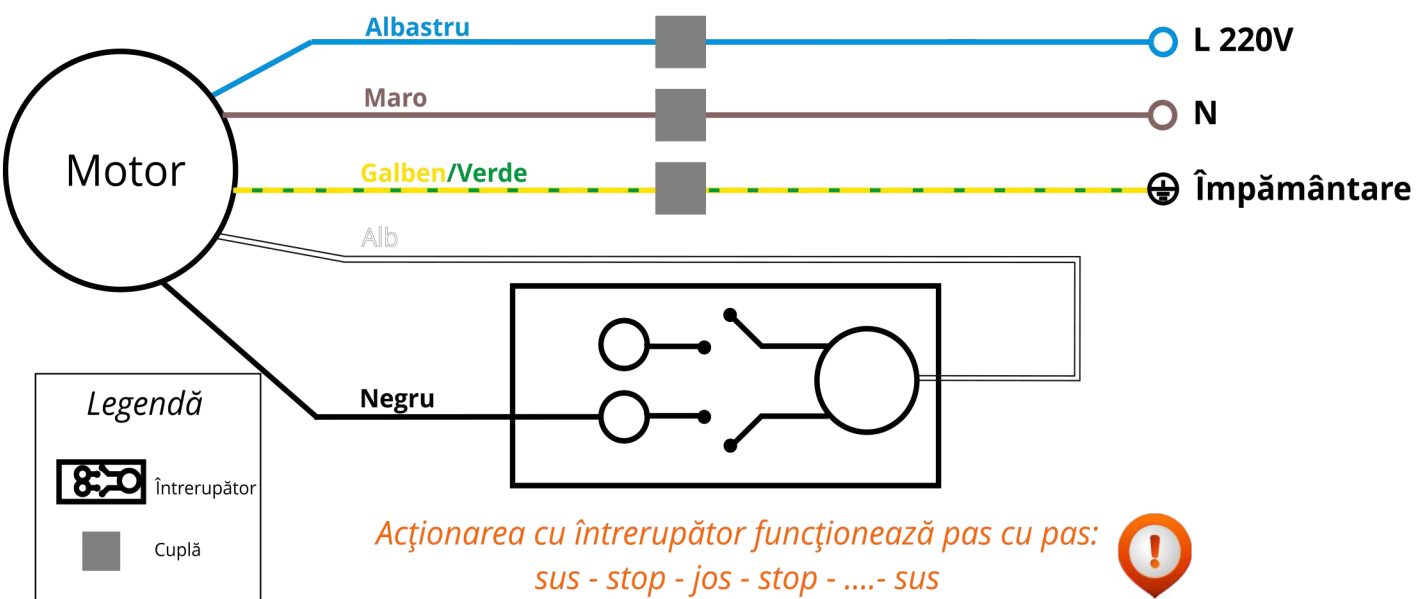 Albastru
L 220V
Maro
N
Motor
Galben/Verde
Împământare
Alb
Negru
Legendă
Întrerupător
Cuplă
Acţionarea cu întrerupător funcţionează pas cu pas:
sus - stop - jos - stop - ....- sus